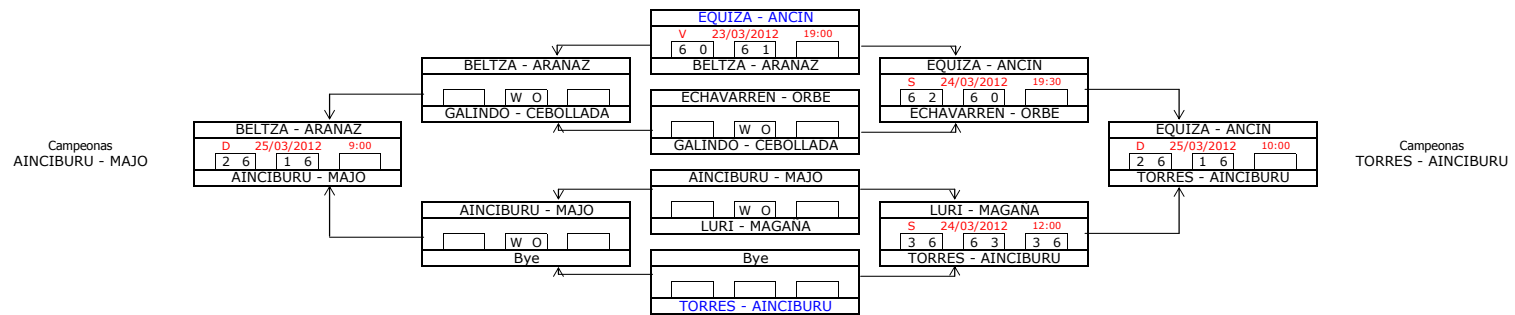 EQUIZA - ANCIN
V 23/03/2012 19:00
6 0 6 1
BELTZA - ARANAZ
BELTZA - ARANAZ
W O
GALINDO - CEBOLLADA
EQUIZA - ANCIN
S 24/03/2012 19:30
6 2 6 0
ECHAVARREN - ORBE
ECHAVARREN - ORBE
W O
GALINDO - CEBOLLADA
Campeonas
AINCIBURU - MAJO
BELTZA - ARANAZ
D 25/03/2012 9:00
2 6 1 6
AINCIBURU - MAJO
EQUIZA - ANCIN
D 25/03/2012 10:00
2 6 1 6
TORRES - AINCIBURU
Campeonas
TORRES - AINCIBURU
AINCIBURU - MAJO
W O
LURI - MAGAÑA
AINCIBURU - MAJO
W O
Bye
LURI - MAGAÑA
S 24/03/2012 12:00
3 6 6 3 3 6
TORRES - AINCIBURU
Bye
TORRES - AINCIBURU